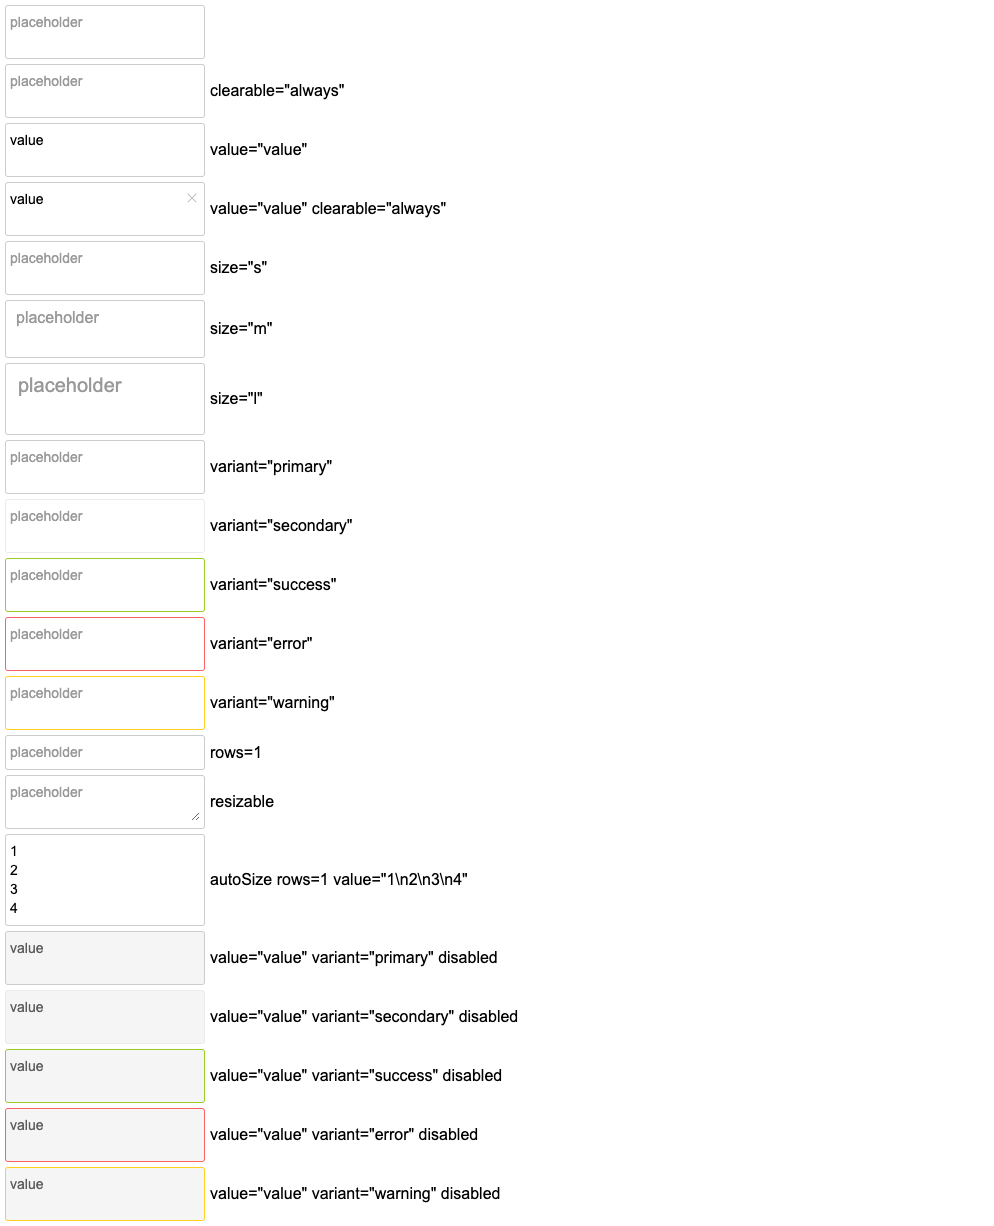 placeholder
placeholder clearable="always"
value value="value"
value value="value" clearable="always"
placeholder size="s"
placeholder size="m"
placeholder size="l"
placeholder variant="primary"
placeholder variant="secondary"
placeholder variant="success"
placeholder variant="error"
placeholder variant="warning"
placeholder rows=1
placeholder resizable
1
2
3
4
autoSize rows=1 value="1\n2\n3\n4"
value value="value" variant="primary" disabled
value value="value" variant="secondary" disabled
value value="value" variant="success" disabled
value value="value" variant="error" disabled
value value="value" variant="warning" disabled